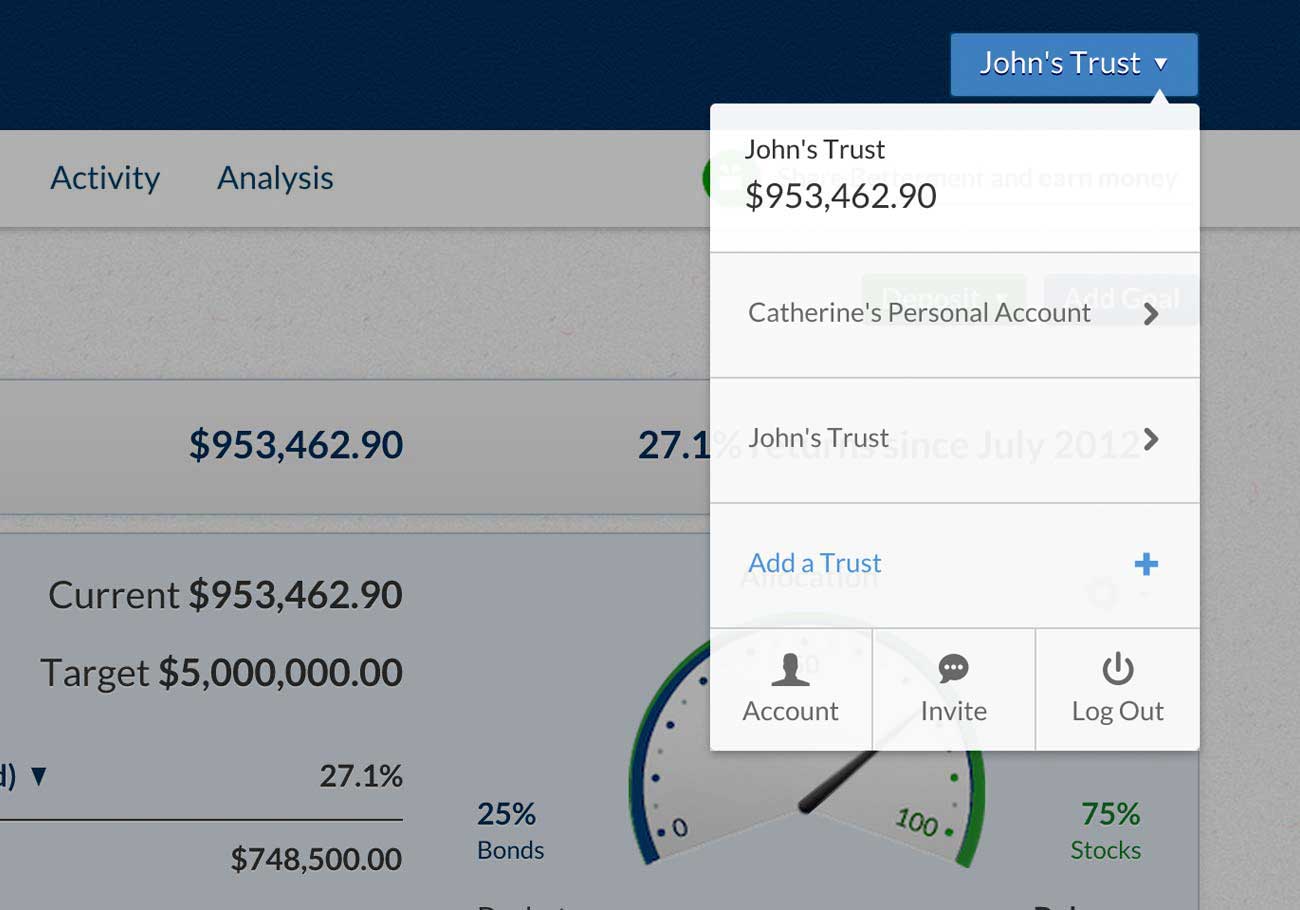 John's Trust ▼
Activity
Analysis
Share Betterment and earn money
John's Trust
$953,462.90
Deposit
Add Goal
Catherine's Personal Account
$953,462.90
27.1% returns since July 2012
John's Trust
Add a Trust
Allocation
Current $953,462.90
Target $5,000,000.00
50
Account
Invite
Log Out
) ▼
27.1%
0
100
25%
Bonds
75%
Stocks
$748,500.00